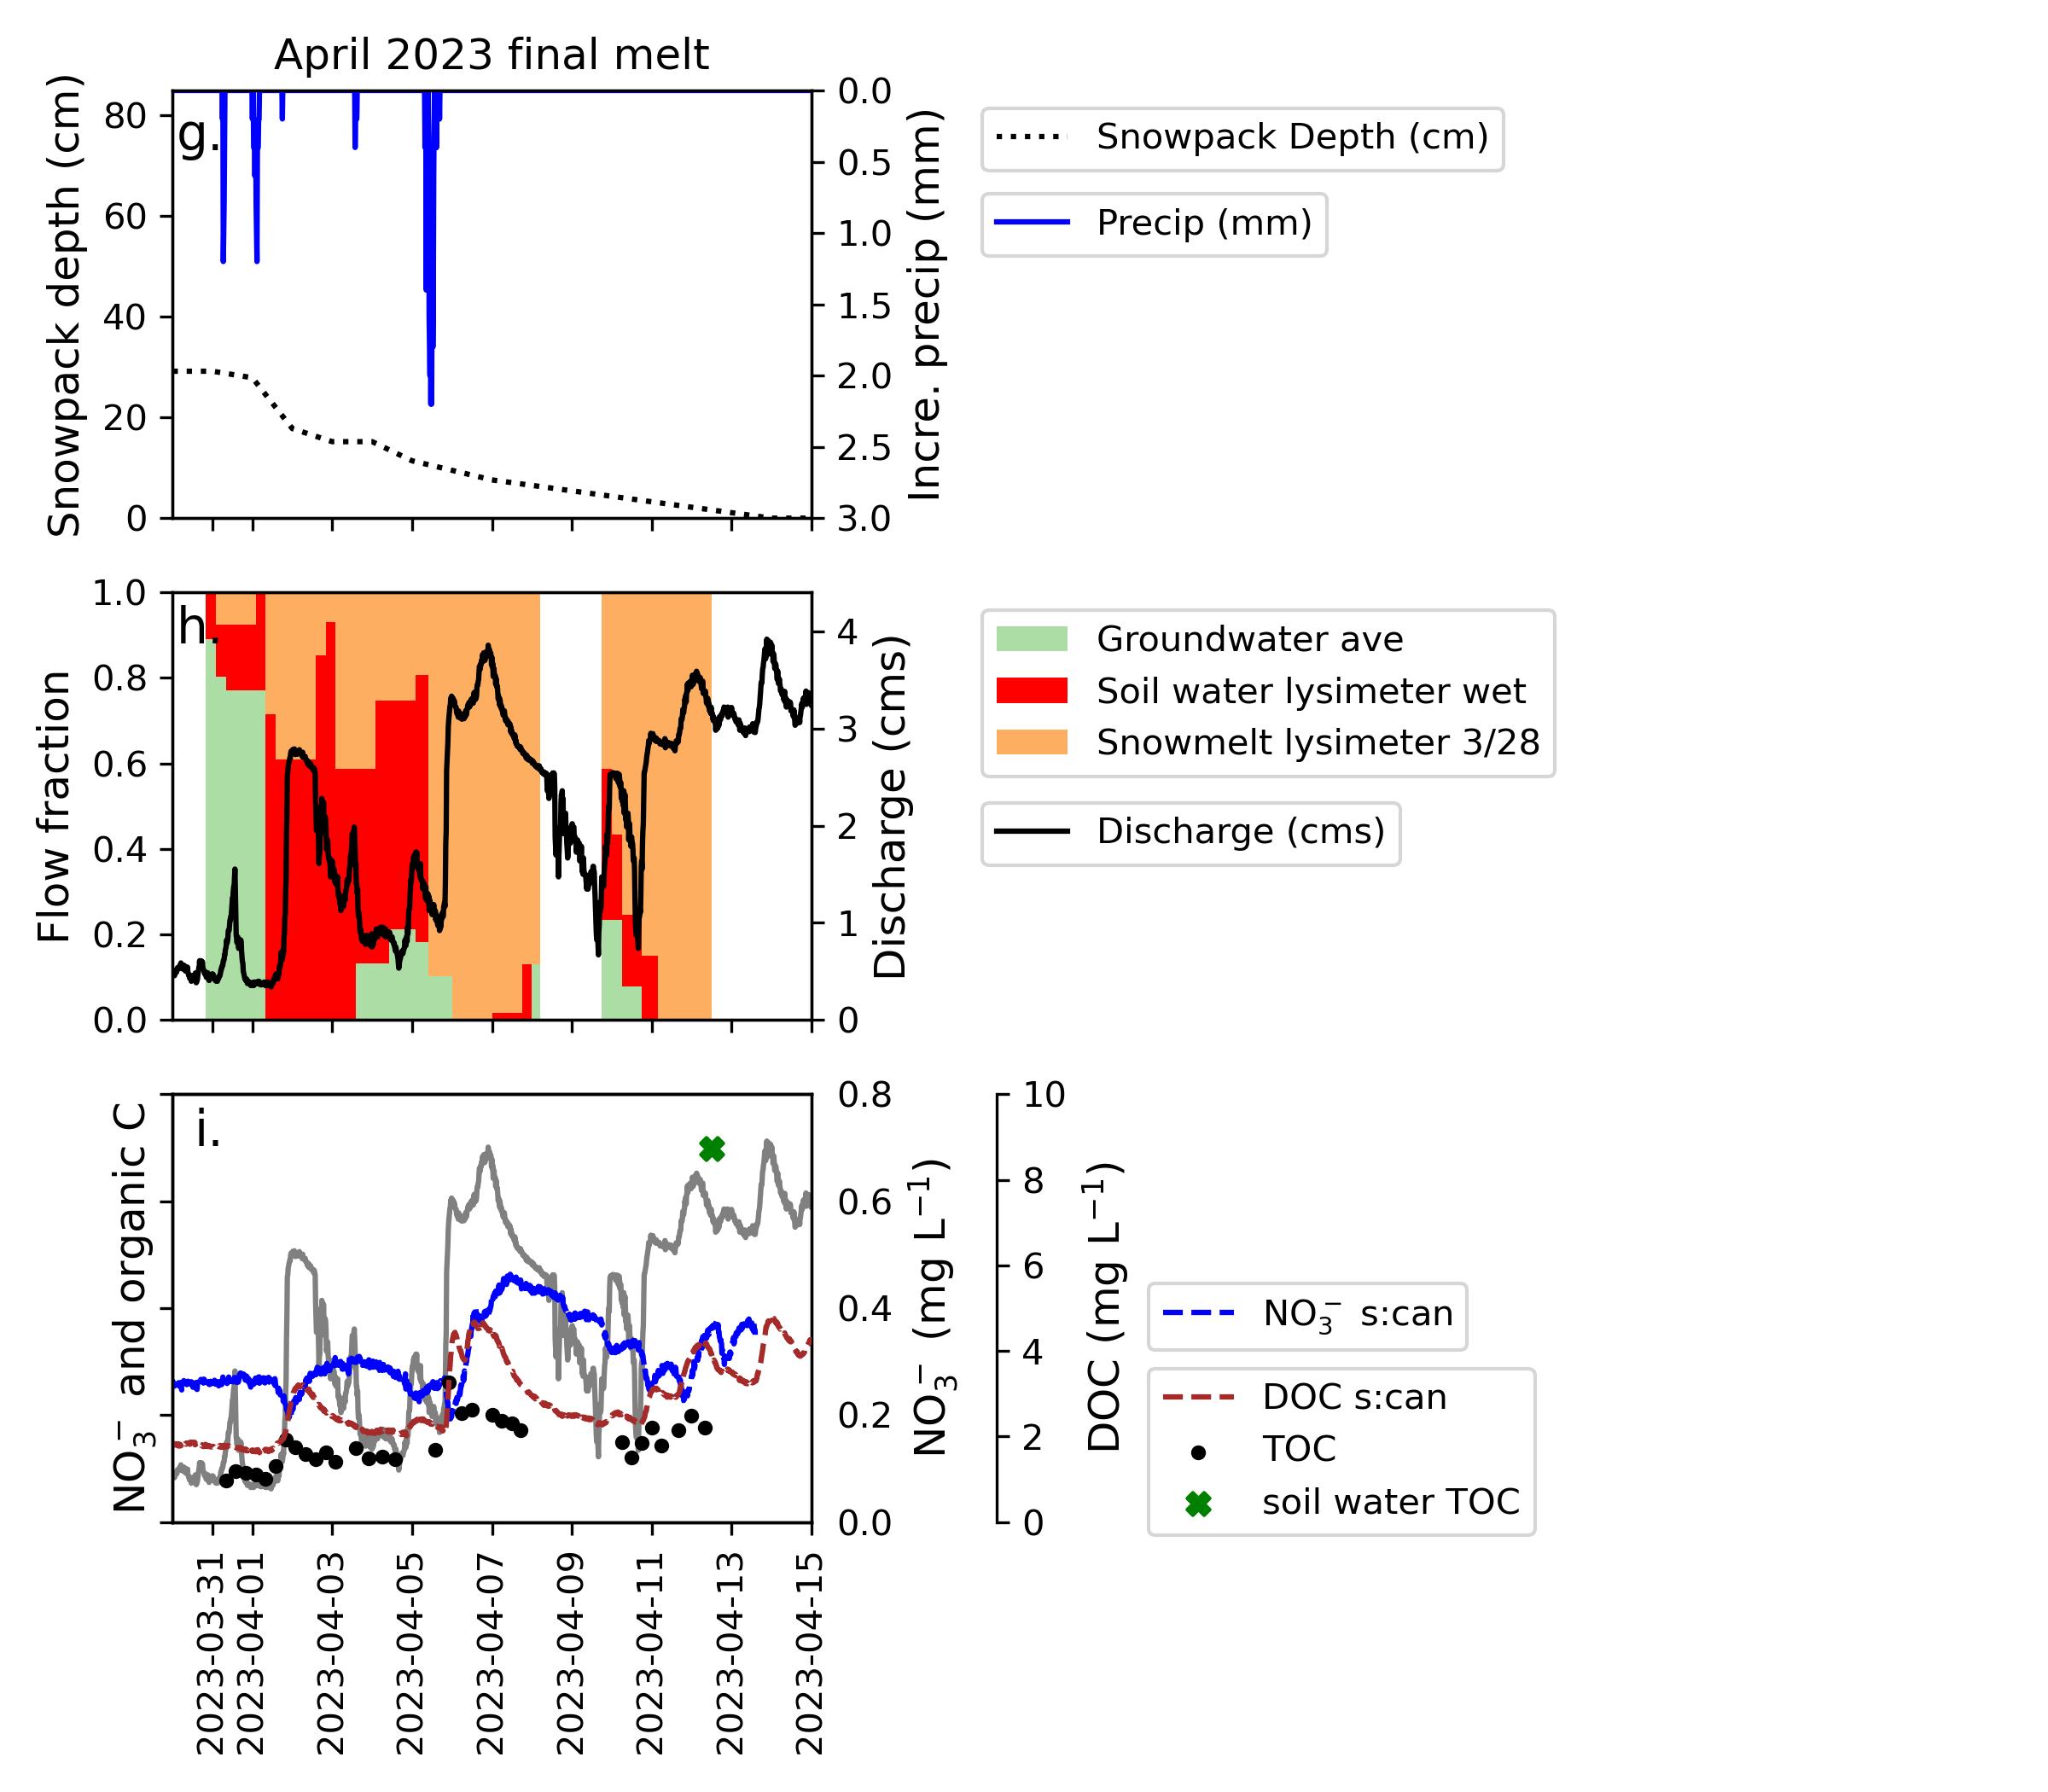 April 2023 final melt
Snowpack depth (cm)
80
60
40
20
0
g.
0.0
0.5
1.0
1.5
2.0
2.5
3.0
Incre. precip (mm)
Snowpack Depth (cm)
Precip (mm)
Flow fraction
1.0
0.8
0.6
0.4
0.2
0.0
h.
4
3
2
1
0
Discharge (cms)
Groundwater ave
Soil water lysimeter wet
Snowmelt lysimeter 3/28
Discharge (cms)
NO₃⁻ and organic C
i.
0.8
0.6
0.4
0.2
0.0
NO₃⁻ (mg L⁻¹)
10
8
6
4
2
0
DOC (mg L⁻¹)
NO₃⁻ s:can
DOC s:can
TOC
soil water TOC
2023-03-31
2023-04-01
2023-04-03
2023-04-05
2023-04-07
2023-04-09
2023-04-11
2023-04-13
2023-04-15